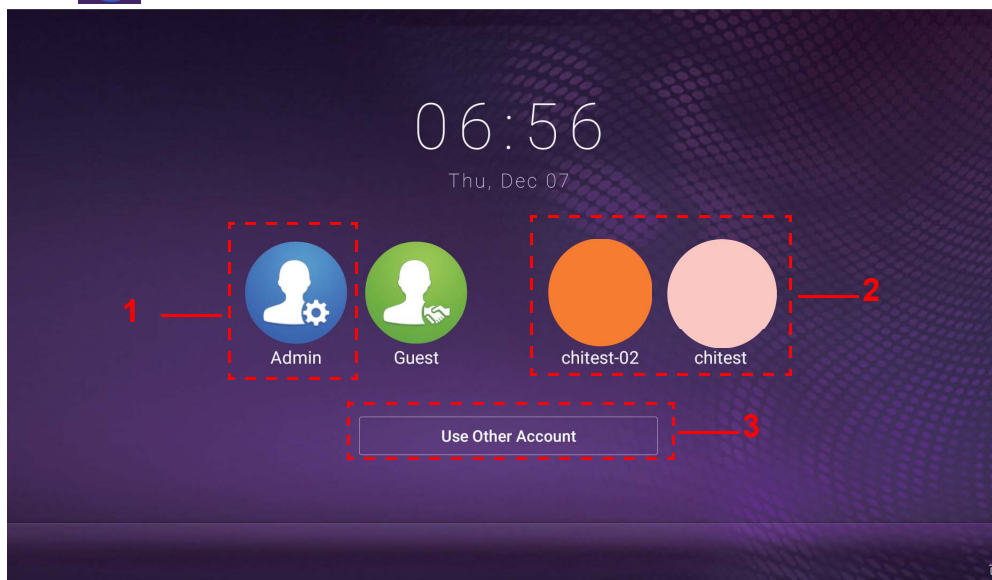 06:56
Thu, Dec 07
1
2
Admin
Guest
chitest-02
chitest
Use Other Account
3